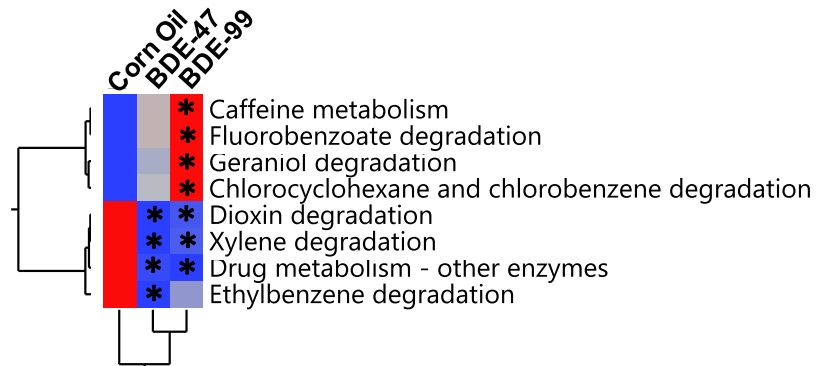 Corn Oil
BDE-47
BDE-99
* Caffeine metabolism
* Fluorobenzoate degradation
* Geraniol degradation
* Chlorocyclohexane and chlorobenzene degradation
* * Dioxin degradation
* * Xylene degradation
* * Drug metabolism - other enzymes
* Ethylbenzene degradation